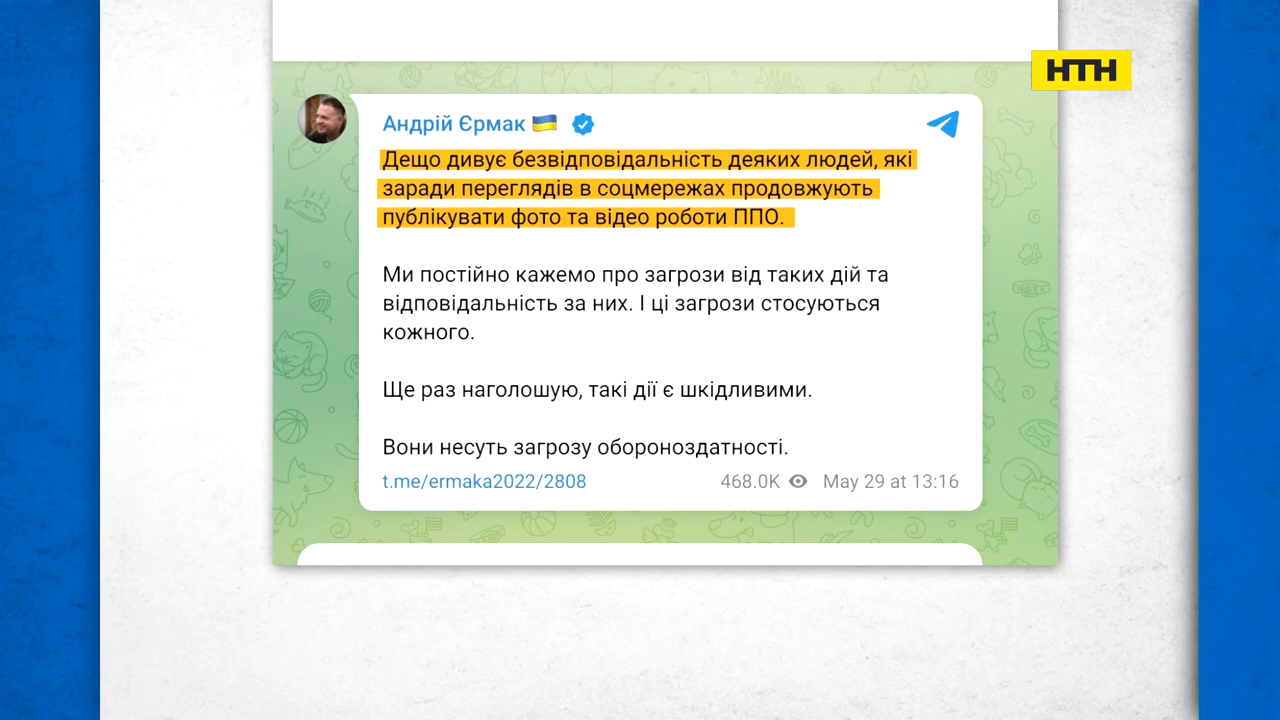 НТН
Андрій Єрмак
Дещо дивує безвідповідальність деяких людей, які
заради переглядів в соцмережах продовжують
публікувати фото та відео роботи ППО.
Ми постійно кажемо про загрози від таких дій та
відповідальність за них. І ці загрози стосуються
кожного.
Ще раз наголошую, такі дії є шкідливими.
Вони несуть загрозу обороноздатності.
t.me/ermaka2022/2808 468.0K May 29 at 13:16